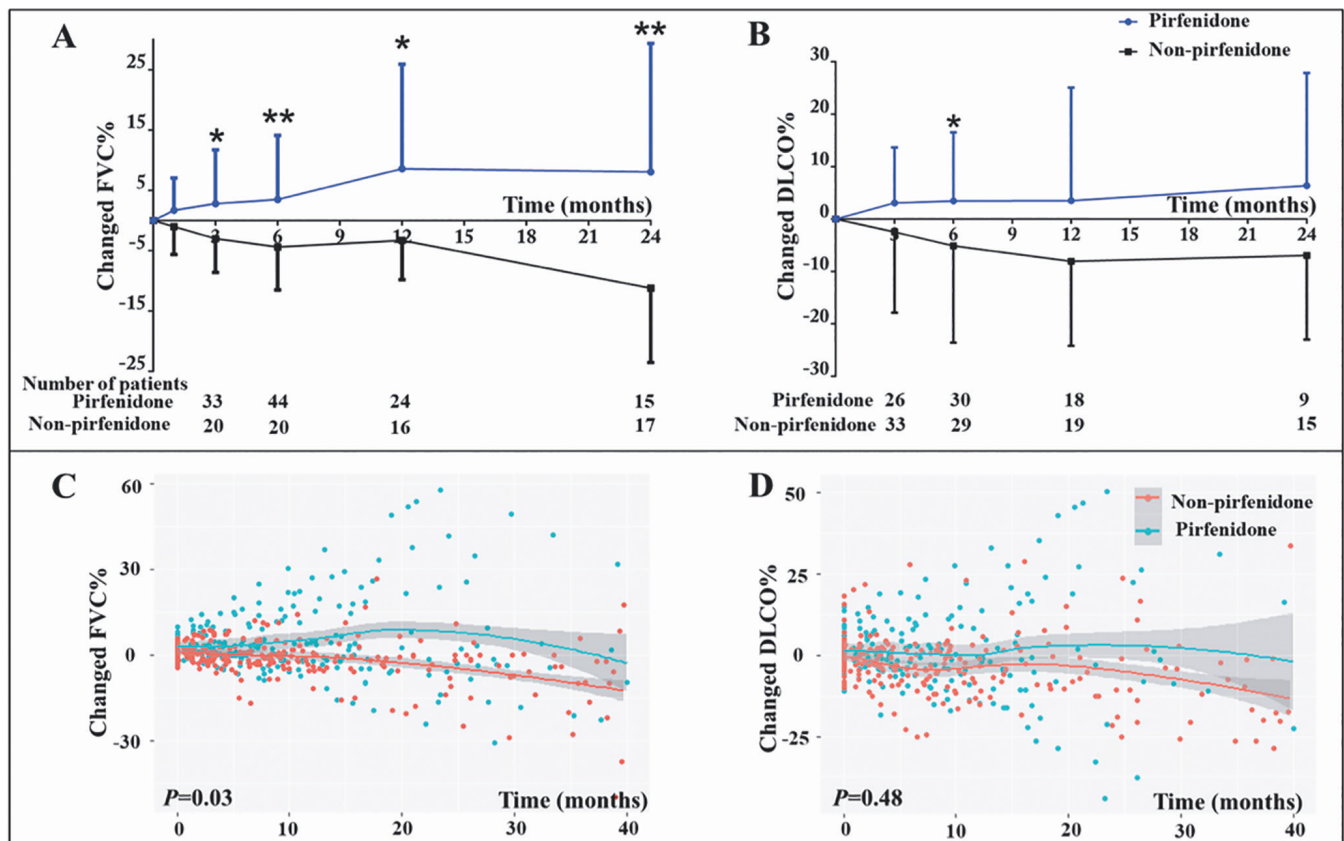 A
B
Pirfenidone
Non-pirfenidone
* ** * **
*
Changed FVC%
25
15
5
-5
-15
-25
Time (months)
3 6 9 12 15 18 21 24
Changed DLCO%
30
20
10
0
-10
-20
-30
Time (months)
3 6 9 12 15 18 21 24
Number of patients
Pirfenidone 33 44 24 15
Non-pirfenidone 20 20 16 17
Pirfenidone 26 30 18 9
Non-pirfenidone 33 29 19 15
C
Changed FVC%
60
30
0
-30
P=0.03
Time (months)
0 10 20 30 40
D
Non-pirfenidone
Pirfenidone
Changed DLCO%
50
25
0
-25
P=0.48
Time (months)
0 10 20 30 40